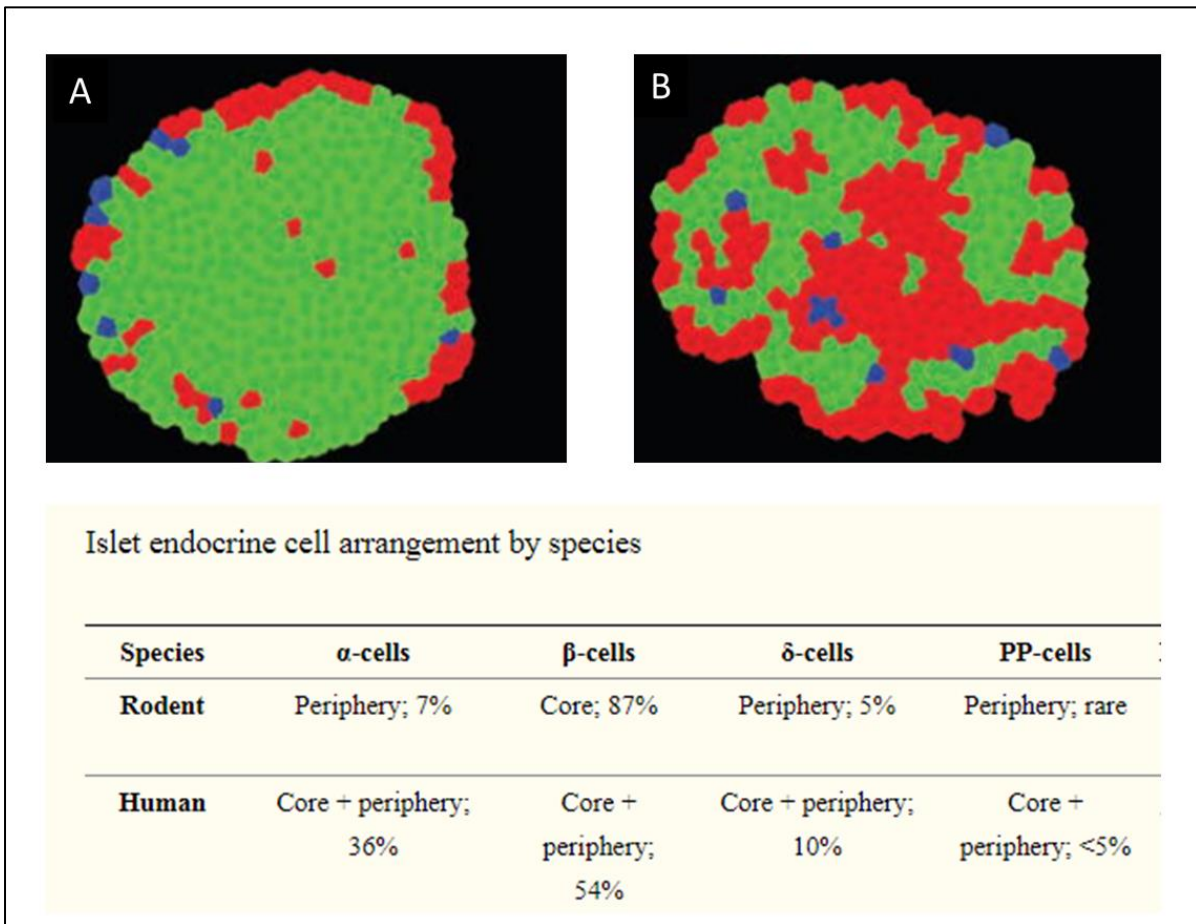 A
B
Islet endocrine cell arrangement by species
Species α-cells β-cells δ-cells PP-cells
Rodent Periphery; 7% Core; 87% Periphery; 5% Periphery; rare
Human Core + periphery; Core + Core + periphery; Core +
36% periphery; 10% periphery; <5%
54%